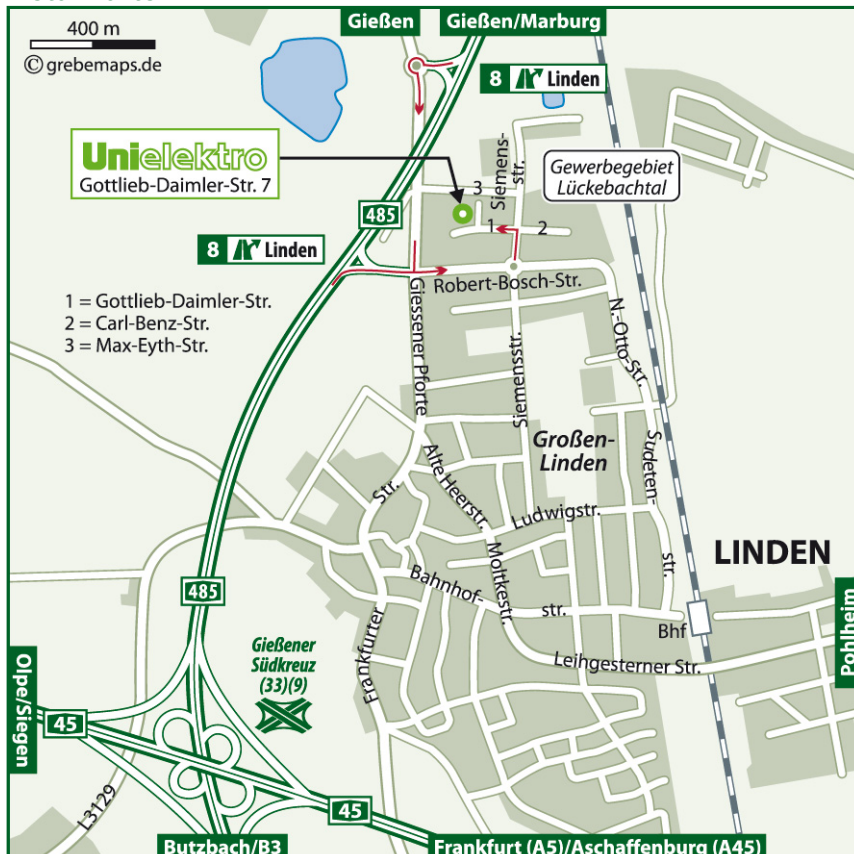 400 m
© grebemaps.de
Gießen
Gießen/Marburg
8 Linden
Unielektro
Gottlieb-Daimler-Str. 7
Siemens-
str.
Gewerbegebiet
Lückebachtal
3
1
2
485
8 Linden
Robert-Bosch-Str.
1 = Gottlieb-Daimler-Str.
2 = Carl-Benz-Str.
3 = Max-Eyth-Str.
Giessener Pforte
Siemensstr.
N.-Otto-Str.
Großen-
Linden
Sudeten-
str.
Alte Heerstr.
Str.
Ludwigstr.
LINDEN
Moltkestr.
Bahnhof-
str.
485
Bhf
Pohlheim
Gießener
Südkreuz
(33)(9)
Frankfurter
Leihgesterner Str.
Olpe/Siegen
45
45
L3129
Butzbach/B3
Frankfurt (A5)/Aschaffenburg (A45)